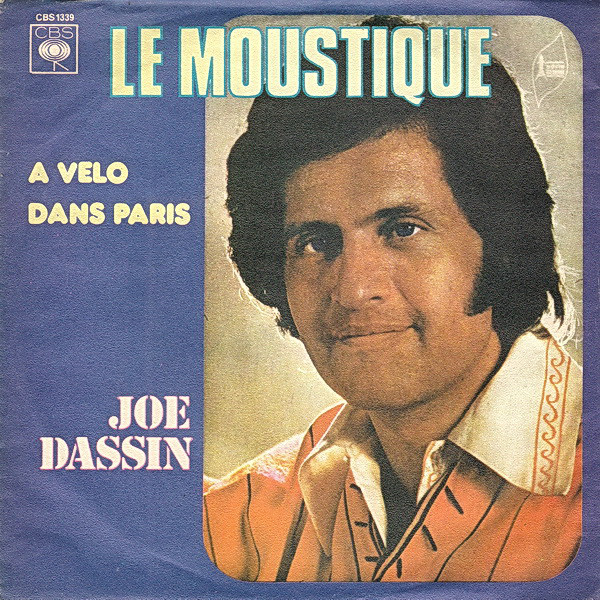 CBS 1339
CBS
LE MOUSTIQUE
A VELO
DANS PARIS
JOE
DASSIN